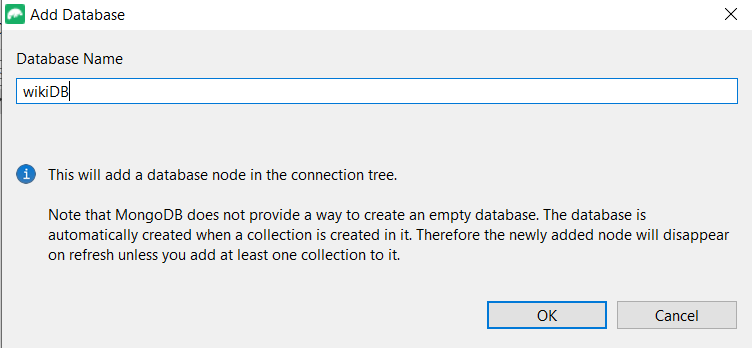 Add Database
Database Name
wikiDB
This will add a database node in the connection tree.
Note that MongoDB does not provide a way to create an empty database. The database is
automatically created when a collection is created in it. Therefore the newly added node will disappear
on refresh unless you add at least one collection to it.
OK
Cancel